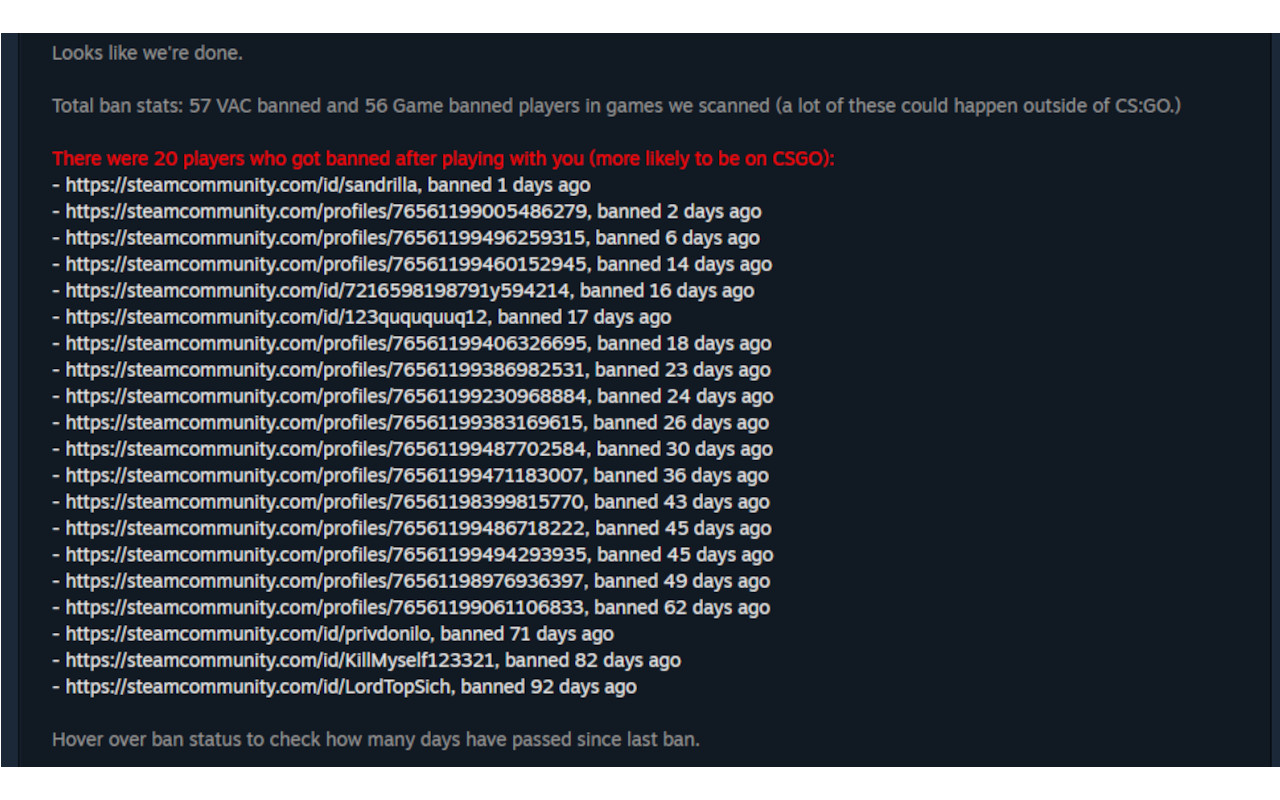 Looks like we're done.
Total ban stats: 57 VAC banned and 56 Game banned players in games we scanned (a lot of these could happen outside of CS:GO.)
There were 20 players who got banned after playing with you (more likely to be on CSGO):
- https://steamcommunity.com/id/sandrilla, banned 1 days ago
- https://steamcommunity.com/profiles/76561199005486279, banned 2 days ago
- https://steamcommunity.com/profiles/76561199496259315, banned 6 days ago
- https://steamcommunity.com/profiles/76561199460152945, banned 14 days ago
- https://steamcommunity.com/id/7216598198791y594214, banned 16 days ago
- https://steamcommunity.com/id/123quququuq12, banned 17 days ago
- https://steamcommunity.com/profiles/76561199406326695, banned 18 days ago
- https://steamcommunity.com/profiles/76561199386982531, banned 23 days ago
- https://steamcommunity.com/profiles/76561199230968884, banned 24 days ago
- https://steamcommunity.com/profiles/76561199383169615, banned 26 days ago
- https://steamcommunity.com/profiles/76561199487702584, banned 30 days ago
- https://steamcommunity.com/profiles/76561199471183007, banned 36 days ago
- https://steamcommunity.com/profiles/76561198399815770, banned 43 days ago
- https://steamcommunity.com/profiles/76561199486718222, banned 45 days ago
- https://steamcommunity.com/profiles/76561199494293935, banned 45 days ago
- https://steamcommunity.com/profiles/76561198976936397, banned 49 days ago
- https://steamcommunity.com/profiles/76561199061106833, banned 62 days ago
- https://steamcommunity.com/id/privdonilo, banned 71 days ago
- https://steamcommunity.com/id/KillMyself123321, banned 82 days ago
- https://steamcommunity.com/id/LordTopSich, banned 92 days ago
Hover over ban status to check how many days have passed since last ban.